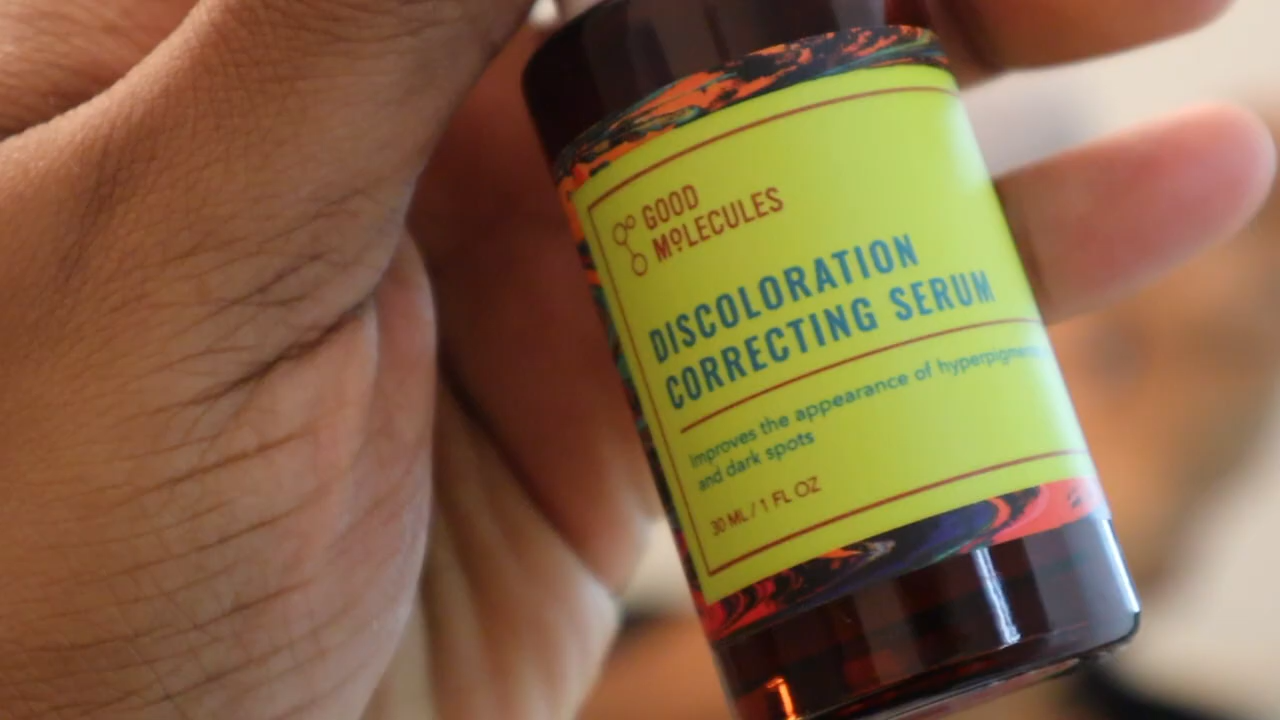 GOOD
MOLECULES
DISCOLORATION
CORRECTING SERUM
Improves the appearance of
and dark spots
30 ML / 1 FL OZ